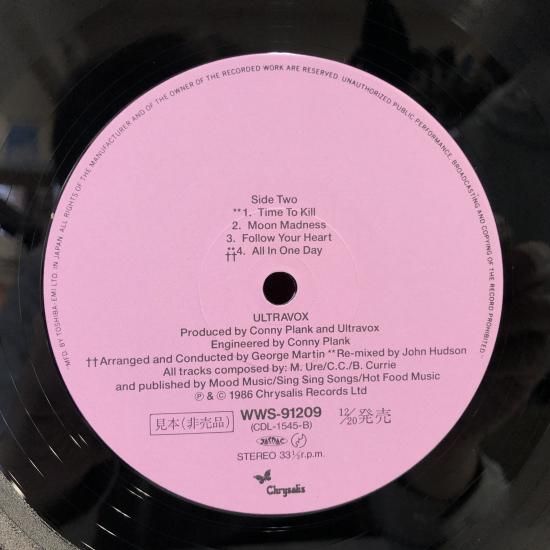 "MF'D. BY TOSHIBA-EMI LTD. IN JAPAN. ALL RIGHTS OF THE MANUFACTURER AND OF THE OWNER OF THE RECORDED WORK ARE RESERVED. UNAUTHORIZED PUBLIC PERFORMANCE, BROADCASTING AND COPYING OF THE RECORD PROHIBITED"
Side Two
**1. Time To Kill
2. Moon Madness
3. Follow Your Heart
**4. All In One Day
††
ULTRAVOX
Produced by Conny Plank and Ultravox
Engineered by Conny Plank
††Arranged and Conducted by George Martin **Re-mixed by John Hudson
All tracks composed by: M. Ure/C.C./B. Currie
and published by Mood Music/Sing Sing Songs/Hot Food Music
℗ & © 1986 Chrysalis Records Ltd
見本(非売品) WWS-91209 12/20発売
(CDL-1545-B)
JASRAC
STEREO 33⅓r.p.m.
Chrysalis